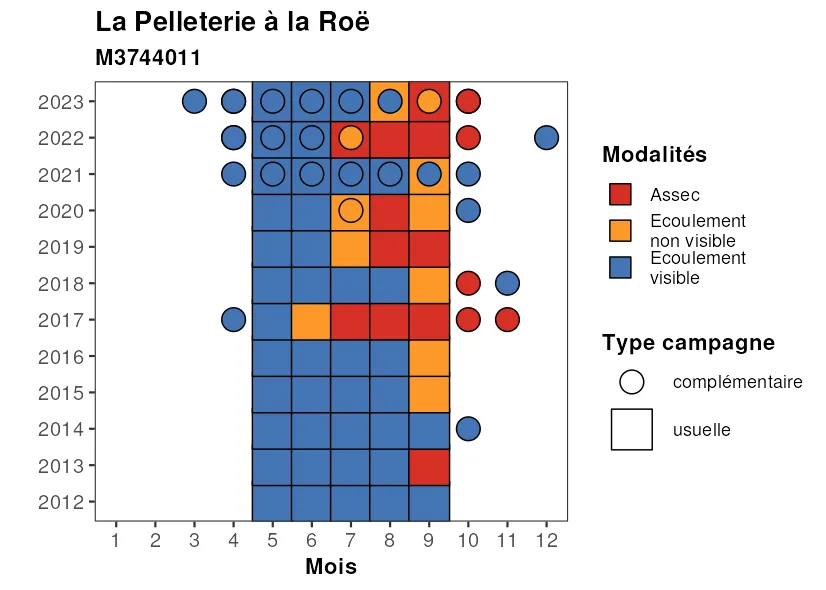 La Pelleterie à la Roë
M3744011
2023
2022
2021
2020
2019
2018
2017
2016
2015
2014
2013
2012
1 2 3 4 5 6 7 8 9 10 11 12
Mois
Modalités
Assec
Ecoulement
non visible
Ecoulement
visible
Type campagne
complémentaire
usuelle